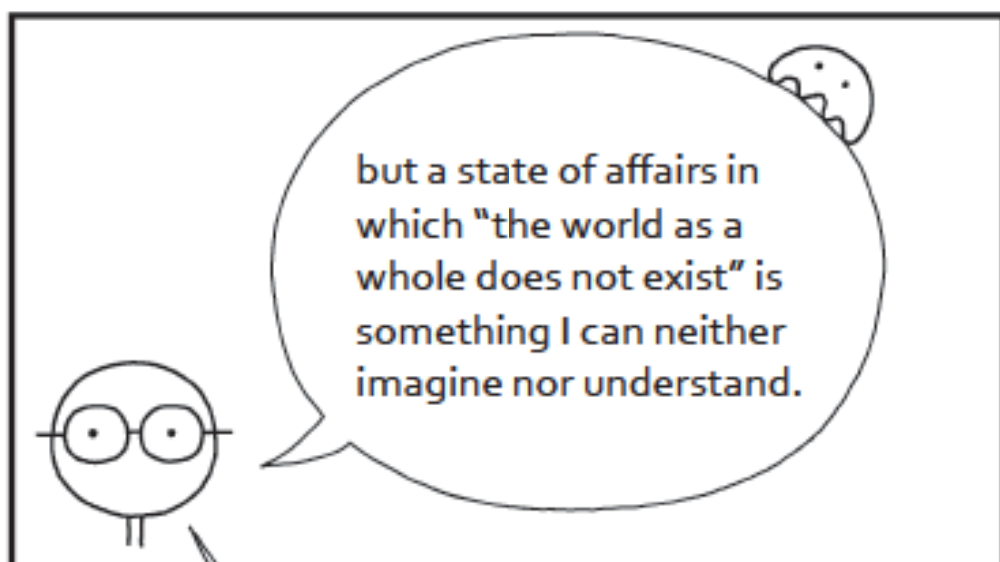 but a state of affairs in
which “the world as a
whole does not exist” is
something I can neither
imagine nor understand.